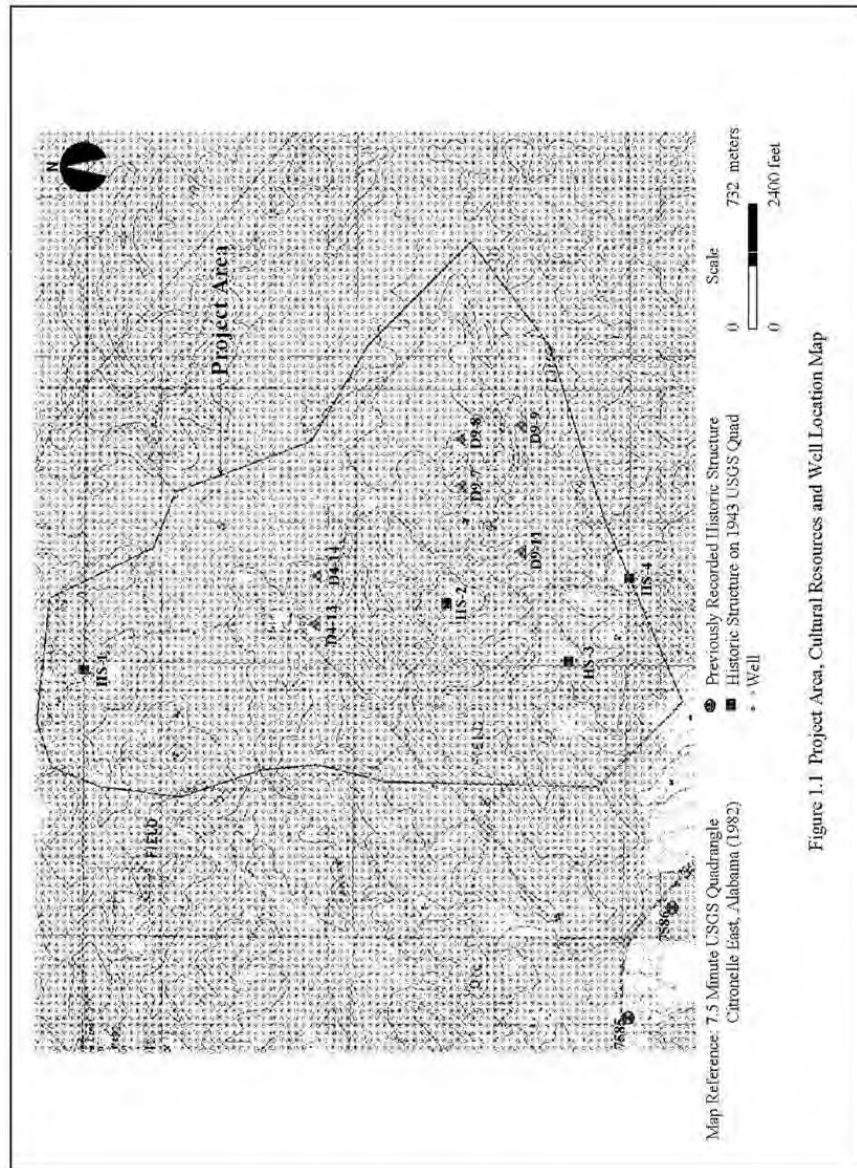 N
Project Area
HS-1
FIELD
D4-13
D4-14
HS-2
D9-7
D9-8
D9-11
D9-9
HS-3
HS-4
7585
7586
Map Reference: 7.5 Minute USGS Quadrangle
Citronelle East, Alabama (1982)
Previously Recorded Historic Structure
Historic Structure on 1943 USGS Quad
Well
Scale
0 732 meters
0 2400 feet
Figure 1.1 Project Area, Cultural Resources and Well Location Map